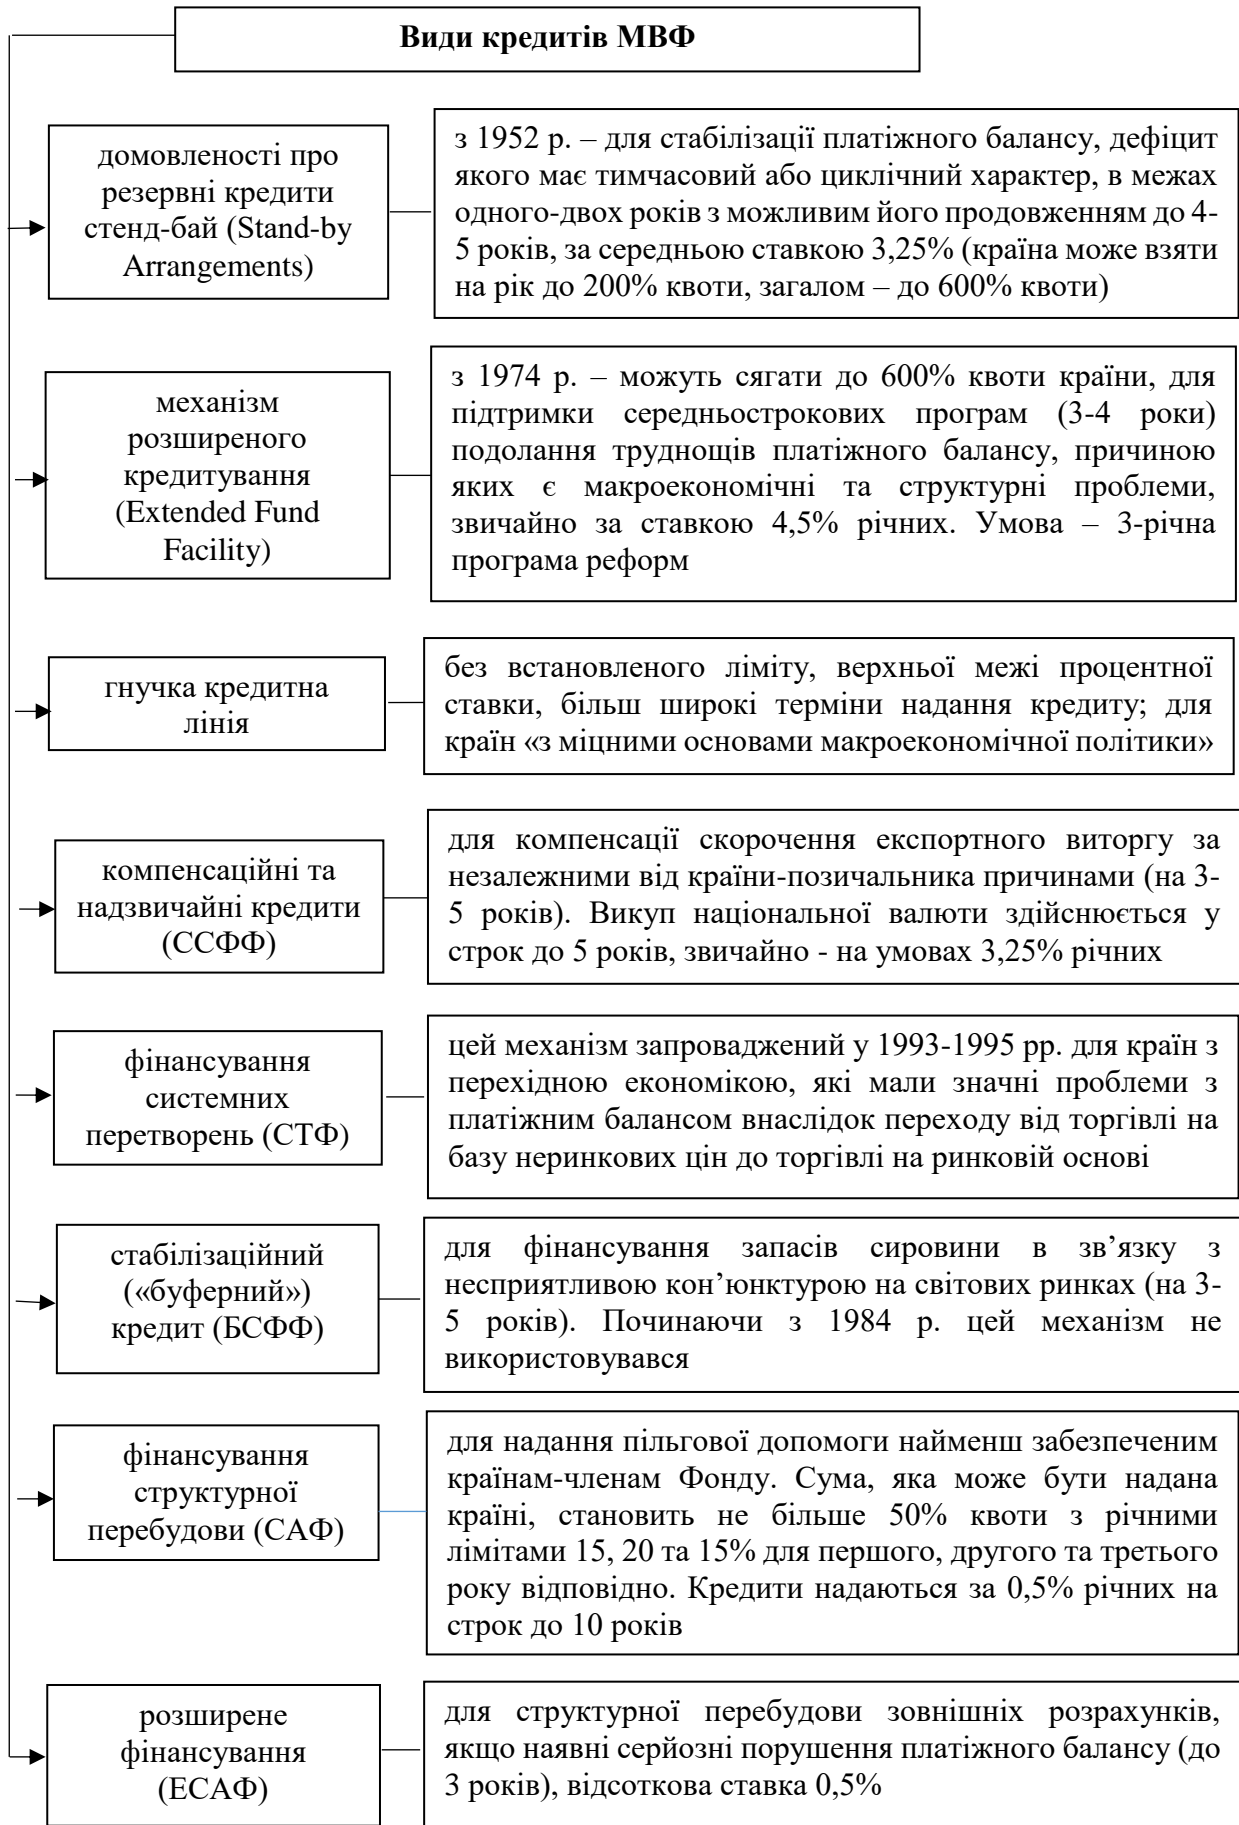 Види кредитів МВФ
домовленості про
резервні кредити
стенд-бай (Stand-by
Arrangements)
з 1952 р. – для стабілізації платіжного балансу, дефіцит
якого має тимчасовий або циклічний характер, в межах
одного-двох років з можливим його продовженням до 4-
5 років, за середньою ставкою 3,25% (країна може взяти
на рік до 200% квоти, загалом – до 600% квоти)
механізм
розширеного
кредитування
(Extended Fund
Facility)
з 1974 р. – можуть сягати до 600% квоти країни, для
підтримки середньострокових програм (3-4 роки)
подолання труднощів платіжного балансу, причиною
яких є макроекономічні та структурні проблеми,
звичайно за ставкою 4,5% річних. Умова – 3-річна
програма реформ
гнучка кредитна
лінія
без встановленого ліміту, верхньої межі процентної
ставки, більш широкі терміни надання кредиту; для
країн «з міцними основами макроекономічної політики»
компенсаційні та
надзвичайні кредити
(ССФФ)
для компенсації скорочення експортного виторгу за
незалежними від країни-позичальника причинами (на 3-
5 років). Викуп національної валюти здійснюється у
строк до 5 років, звичайно - на умовах 3,25% річних
фінансування
системних
перетворень (СТФ)
цей механізм запроваджений у 1993-1995 рр. для країн з
перехідною економікою, які мали значні проблеми з
платіжним балансом внаслідок переходу від торгівлі на
базу неринкових цін до торгівлі на ринковій основі
стабілізаційний
(«буферний»)
кредит (БСФФ)
для фінансування запасів сировини в зв’язку з
несприятливою кон’юнктурою на світових ринках (на 3-
5 років). Починаючи з 1984 р. цей механізм не
використовувався
фінансування
структурної
перебудови (САФ)
для надання пільгової допомоги найменш забезпеченим
країнам-членам Фонду. Сума, яка може бути надана
країні, становить не більше 50% квоти з річними
лімітами 15, 20 та 15% для першого, другого та третього
року відповідно. Кредити надаються за 0,5% річних на
строк до 10 років
розширене
фінансування
(ЕСАФ)
для структурної перебудови зовнішніх розрахунків,
якщо наявні серйозні порушення платіжного балансу (до
3 років), відсоткова ставка 0,5%